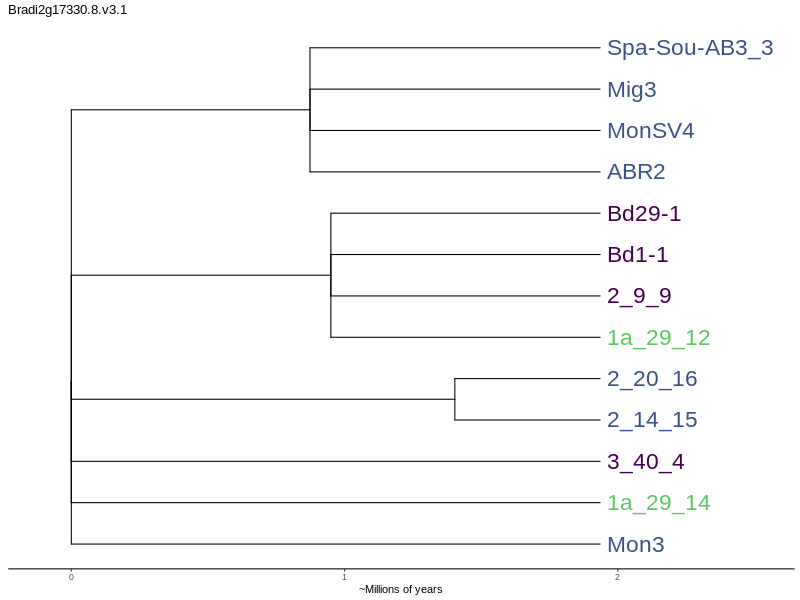 Bradi2g17330.8.v3.1
Spa-Sou-AB3_3
Mig3
MonSV4
ABR2
Bd29-1
Bd1-1
2_9_9
1a_29_12
2_20_16
2_14_15
3_40_4
1a_29_14
Mon3
0 1 2
~Millions of years